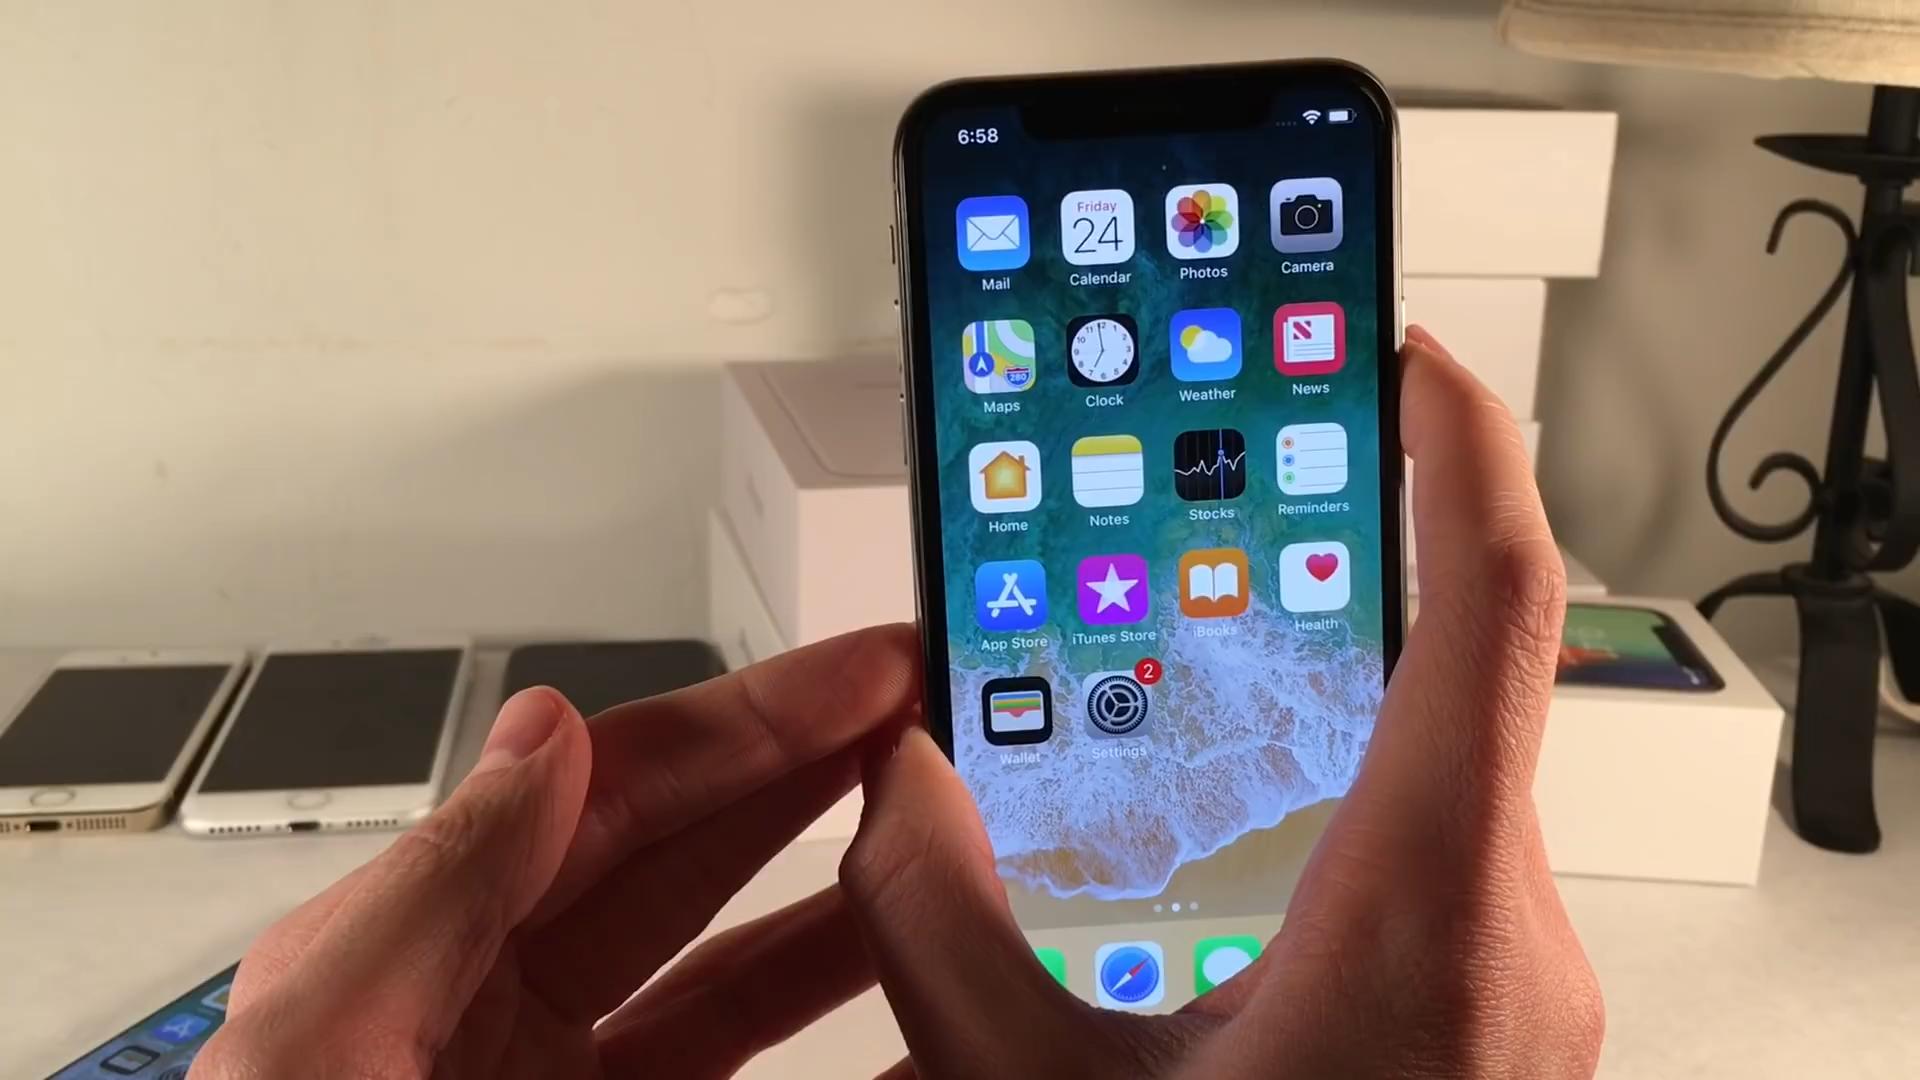 6:58
Friday
24
Mail
Calendar
Photos
Camera
280
Maps
Clock
Weather
News
Home
Notes
Stocks
Reminders
App Store
iTunes Store
iBooks
Health
2
Wallet
Settings